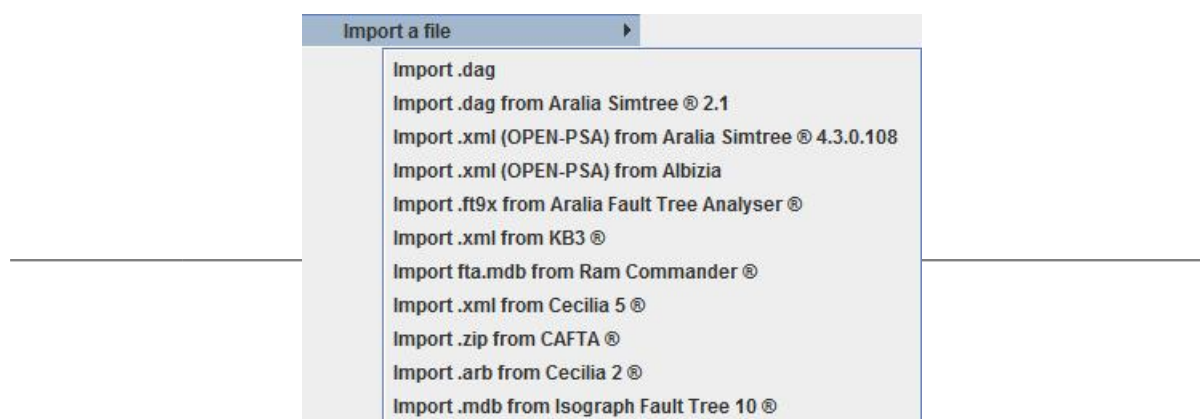 Import a file
Import .dag
Import .dag from Aralia Simtree ® 2.1
Import .xml (OPEN-PSA) from Aralia Simtree ® 4.3.0.108
Import .xml (OPEN-PSA) from Albizia
Import .ft9x from Aralia Fault Tree Analyser ®
Import .xml from KB3 ®
Import fta.mdb from Ram Commander ®
Import .xml from Cecilia 5 ®
Import .zip from CAFTA ®
Import .arb from Cecilia 2 ®
Import .mdb from Isograph Fault Tree 10 ®